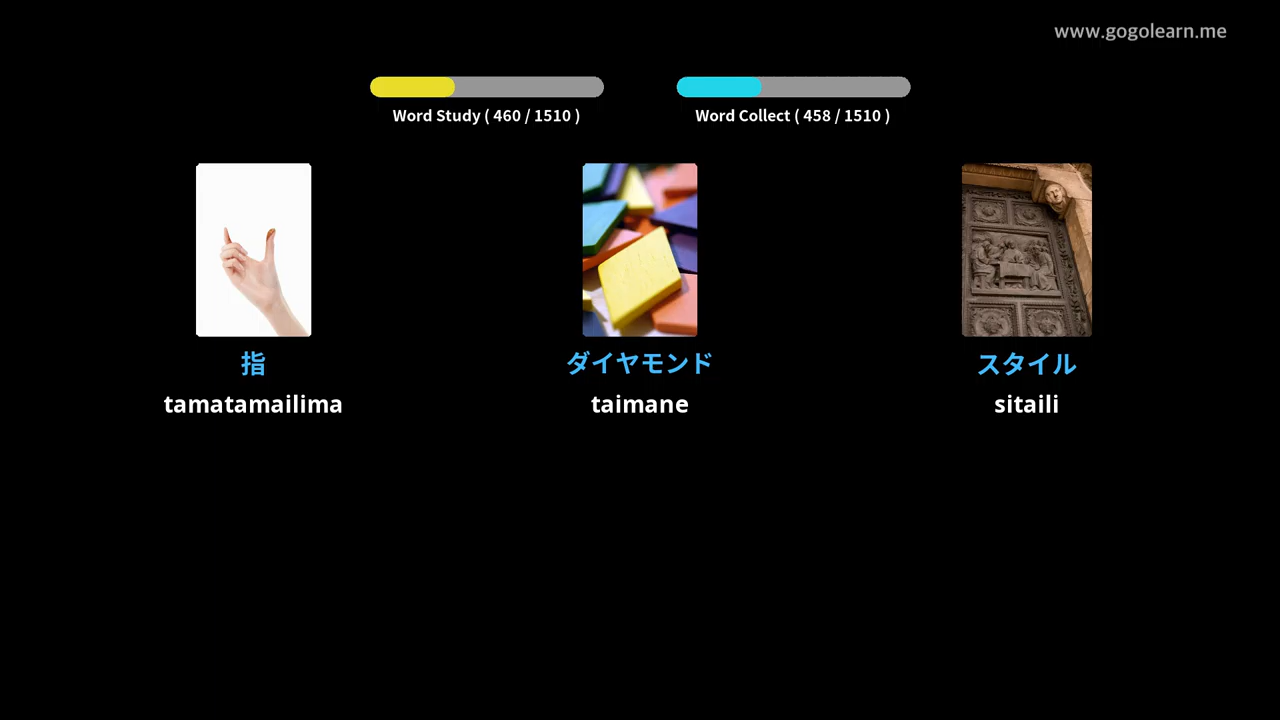 www.gogolearn.me
Word Study ( 460 / 1510 )
Word Collect ( 458 / 1510 )
指
ダイヤモンド
スタイル
tamatamailima
taimane
sitaili